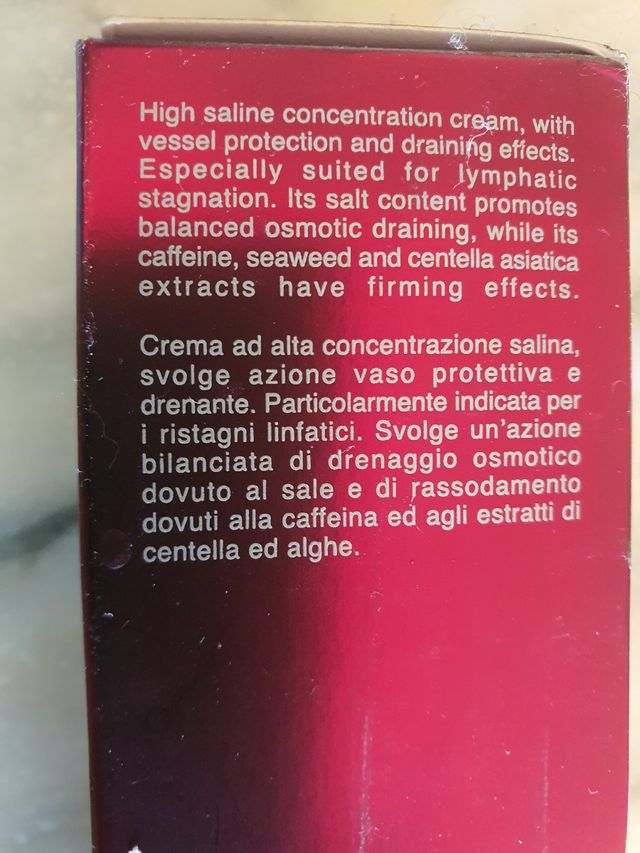 High saline concentration cream, with
vessel protection and draining effects.
Especially suited for lymphatic
stagnation. Its salt content promotes
balanced osmotic draining, while its
caffeine, seaweed and centella asiatica
extracts have firming effects.
Crema ad alta concentrazione salina,
svolge azione vaso protettiva e
drenante. Particolarmente indicata per
i ristagni linfatici. Svolge un'azione
bilanciata di drenaggio osmotico
dovuto al sale e di rassodamento
dovuti alla caffeina ed agli estratti di
centella ed alghe.